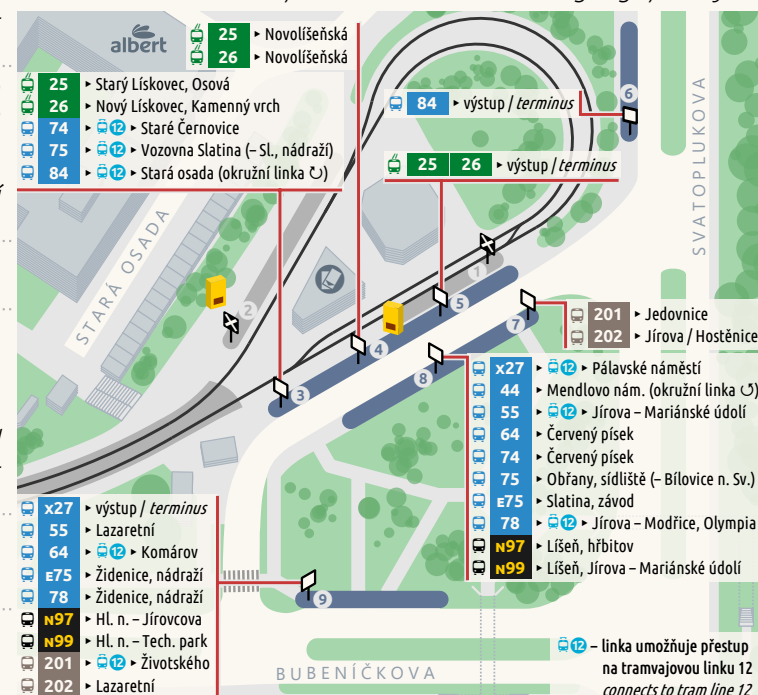 albert
25 ▸ Novolíšeňská
26 ▸ Novolíšeňská
25 ▸ Starý Lískovec, Osová
26 ▸ Nový Lískovec, Kamenný vrch
74 ▸ 12 ▸ Staré Černovice
75 ▸ 12 ▸ Vozovna Slatina (– Sl., nádraží)
84 ▸ 12 ▸ Stará osada (okružní linka ↻)
84 ▸ výstup / terminus
6
25 26 ▸ výstup / terminus
SVATOPLUKOVA
STARÁ OSADA
1
2
3
4
5
7
8
201 ▸ Jedovnice
202 ▸ Jírova / Hostěnice
x27 ▸ 12 ▸ Pálavské náměstí
44 ▸ Mendlovo nám. (okružní linka ↺)
55 ▸ 12 ▸ Jírova – Mariánské údolí
64 ▸ Červený písek
74 ▸ Červený písek
75 ▸ Obřany, sídliště (– Bílovice n. Sv.)
E75 ▸ Slatina, závod
78 ▸ 12 ▸ Jírova – Modřice, Olympia
N97 ▸ Líšeň, hřbitov
N99 ▸ Líšeň, Jírova – Mariánské údolí
x27 ▸ výstup / terminus
55 ▸ Lazaretní
64 ▸ 12 ▸ Komárov
E75 ▸ Židenice, nádraží
78 ▸ Židenice, nádraží
N97 ▸ Hl. n. – Jírovcova
N99 ▸ Hl. n. – Tech. park
201 ▸ 12 ▸ Životského
202 ▸ Lazaretní
9
BUBENÍČKOVA
12 – linka umožňuje přestup
na tramvajovou linku 12
connects to tram line 12